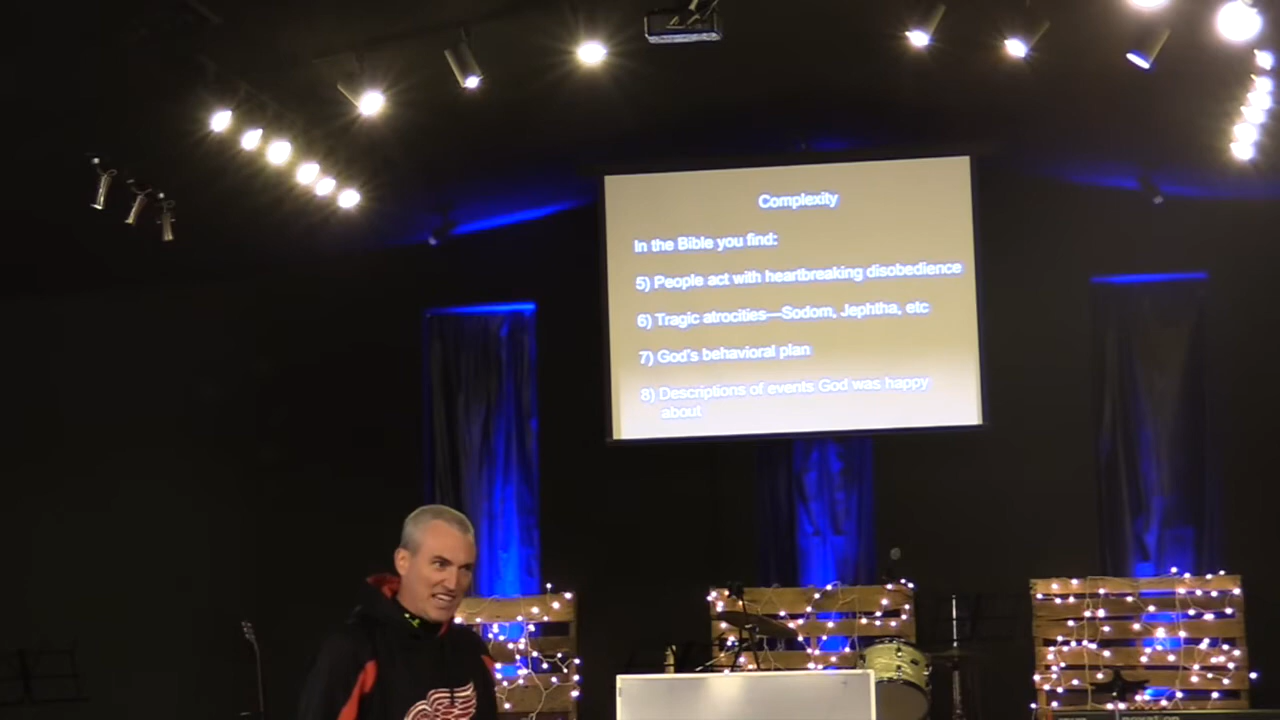 Complexity
In the Bible you find:
5) People act with heartbreaking disobedience
6) Tragic atrocities—Sodom, Jephtha, etc
7) God's behavioral plan
8) Descriptions of events God was happy
about